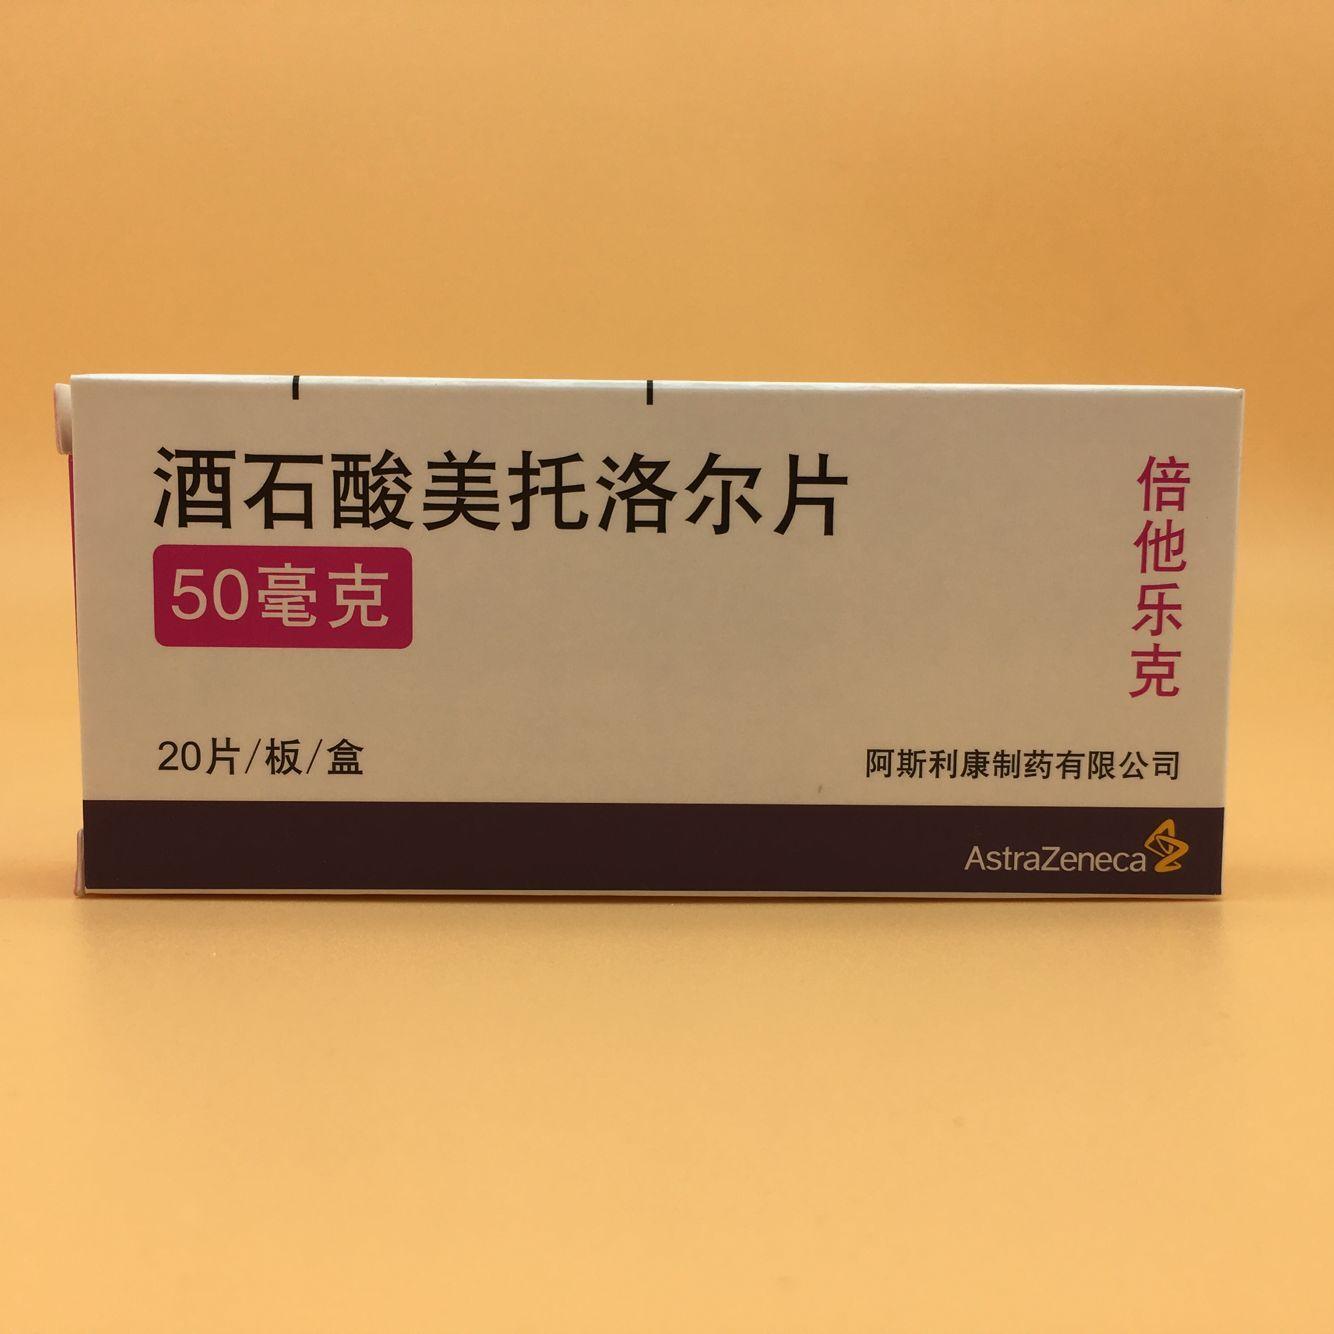 酒石酸美托洛尔片
50毫克
倍他乐克
20片/板/盒
阿斯利康制药有限公司
AstraZeneca